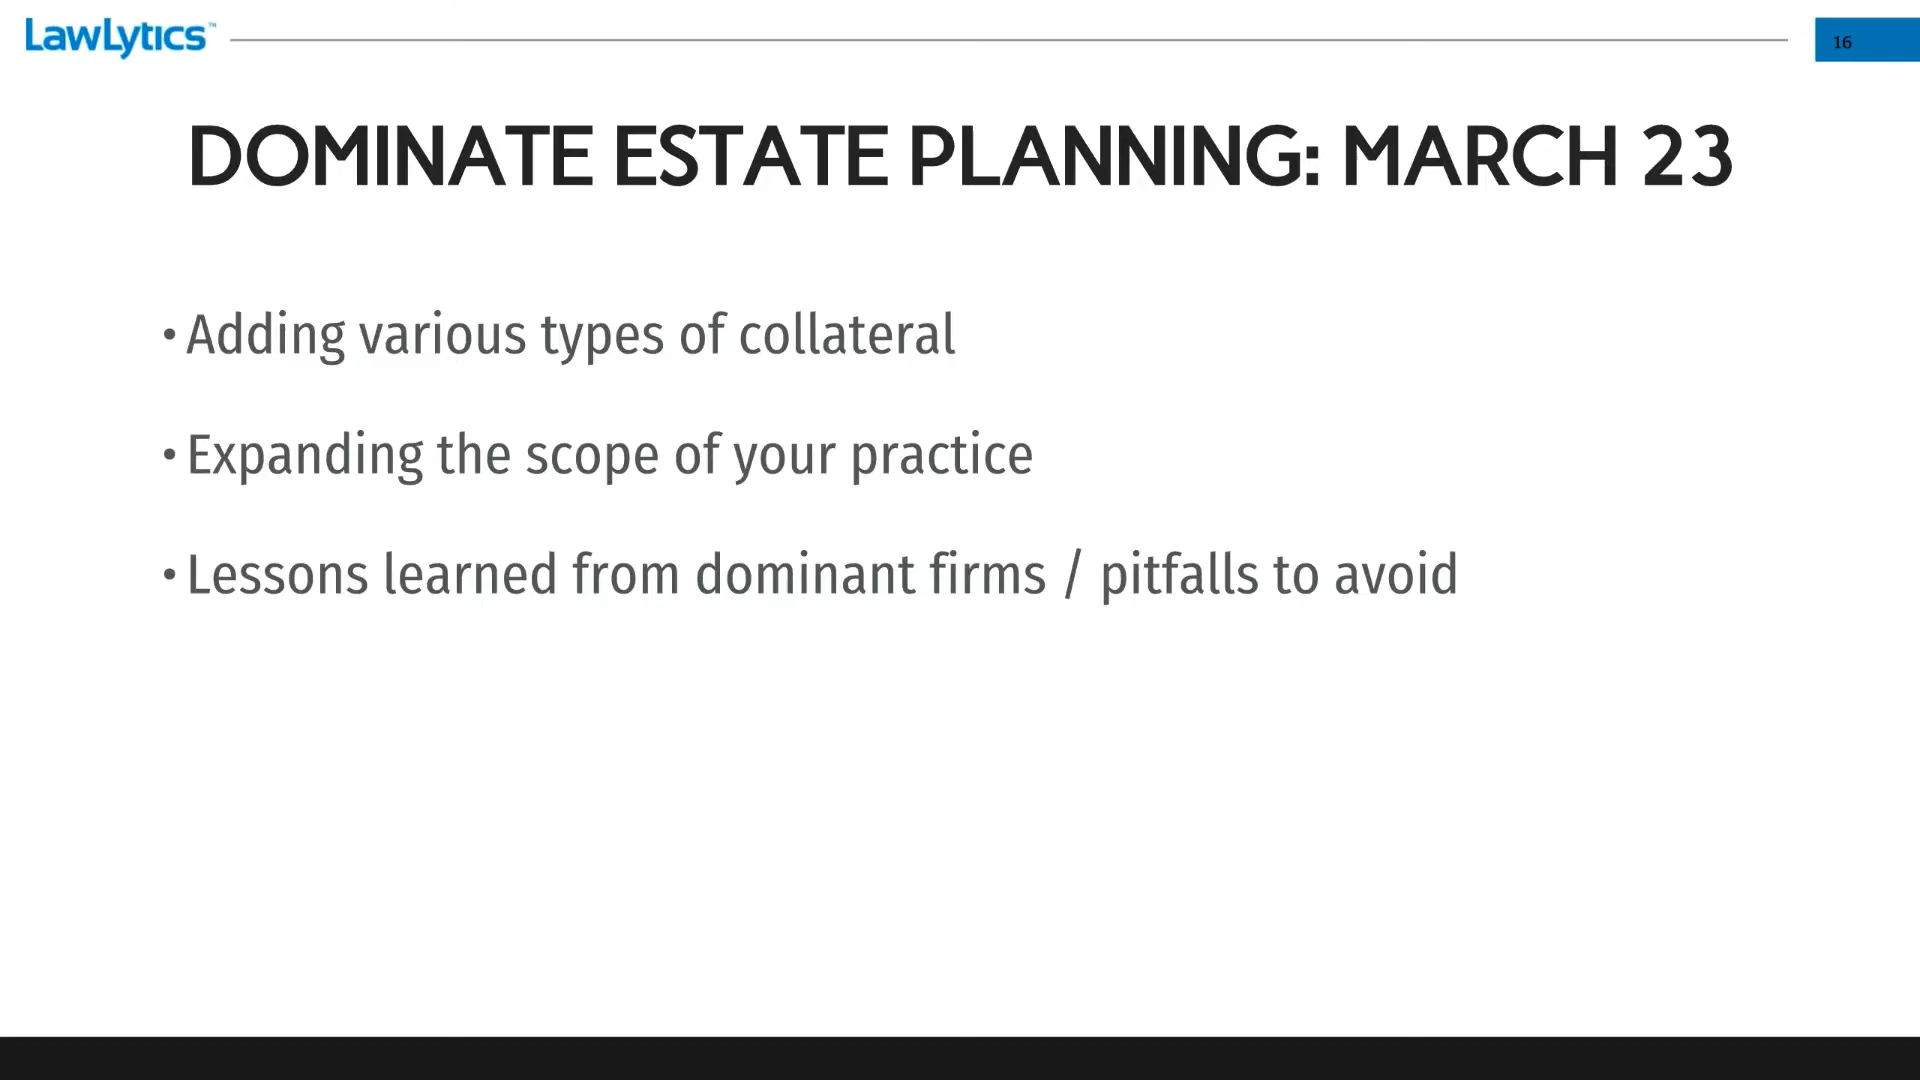 LawLytics™
16
DOMINATE ESTATE PLANNING: MARCH 23
• Adding various types of collateral
• Expanding the scope of your practice
• Lessons learned from dominant firms / pitfalls to avoid